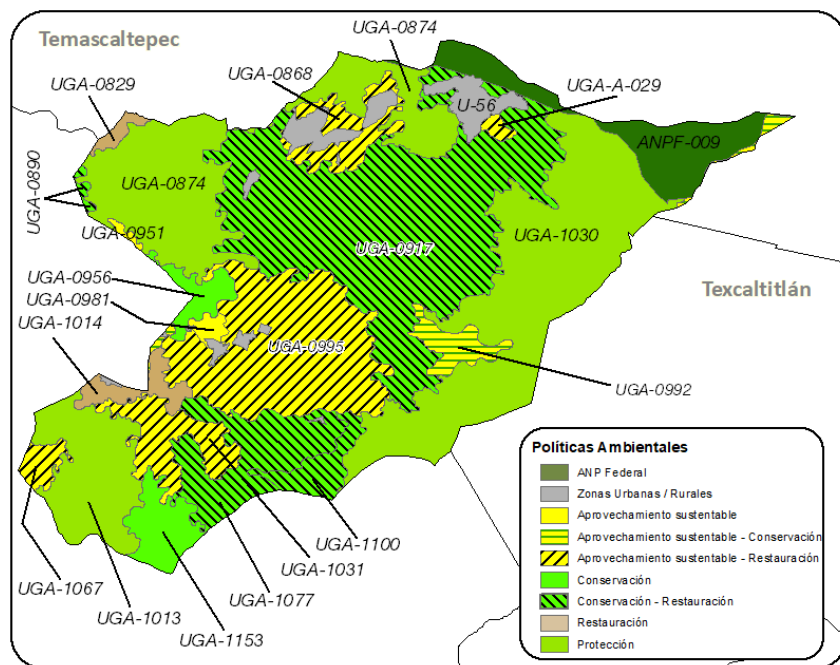 Temascaltepec
UGA-0874
UGA-0868
UGA-0829
UGA-A-029
U-56
ANPF-009
UGA-0890
UGA-0874
UGA-0951
UGA-1030
UGA-0917
UGA-0956
UGA-0981
Texcaltitlán
UGA-1014
UGA-0995
UGA-0992
Políticas Ambientales
ANP Federal
Zonas Urbanas / Rurales
Aprovechamiento sustentable
Aprovechamiento sustentable - Conservación
Aprovechamiento sustentable - Restauración
Conservación
Conservación - Restauración
Restauración
Protección
UGA-1100
UGA-1031
UGA-1067
UGA-1077
UGA-1013
UGA-1153